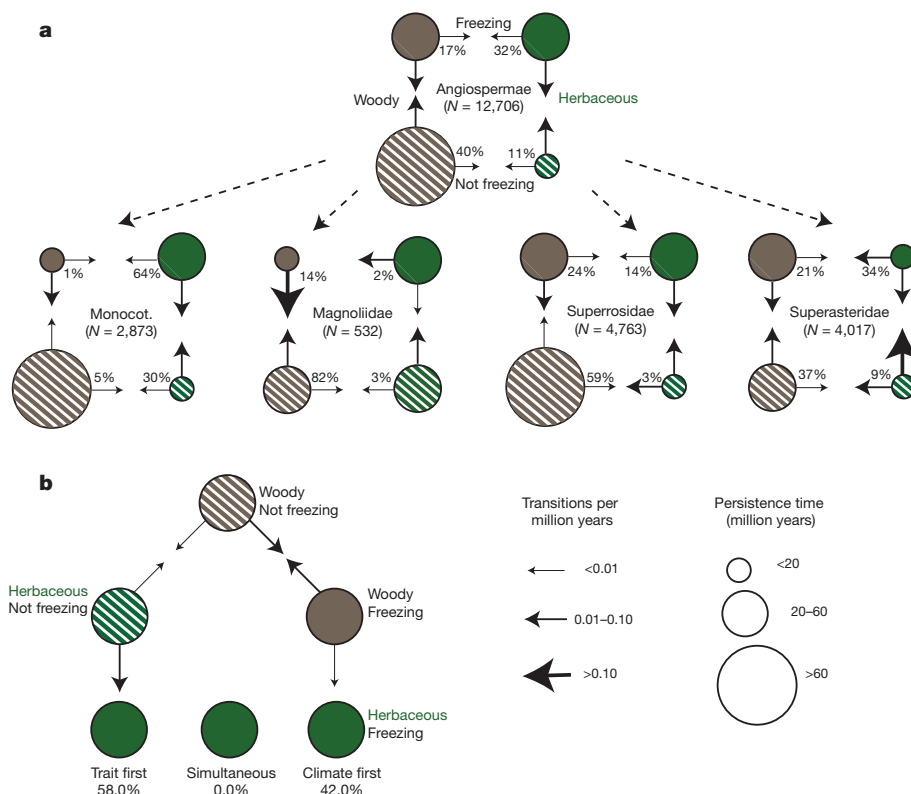 a
Freezing
17%
32%
Woody
Angiospermae
(N = 12,706)
Herbaceous
40%
11%
Not freezing
1%
64%
Monocot.
(N = 2,873)
5%
30%
14%
2%
Magnoliidae
(N = 532)
82%
3%
24%
14%
Superrosidae
(N = 4,763)
59%
3%
21%
34%
Superasteridae
(N = 4,017)
37%
9%
b
Woody
Not freezing
Herbaceous
Not freezing
Woody
Freezing
Herbaceous
Freezing
Trait first
58.0%
Simultaneous
0.0%
Climate first
42.0%
Transitions per
million years
<0.01
0.01–0.10
>0.10
Persistence time
(million years)
<20
20–60
>60